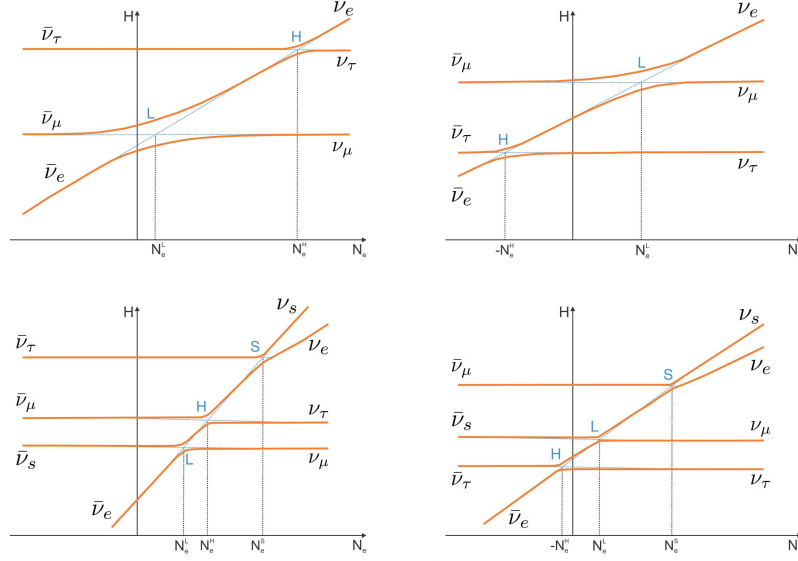 H
ν_e
ν̄_τ
H
ν_τ
L
ν̄_μ
ν_μ
ν̄_e
N_e^L
N_e^H
N_e
H
ν_e
ν̄_μ
L
ν_μ
ν̄_τ
H
ν_τ
ν̄_e
-N_e^H
N_e^L
N
H
ν_s
ν̄_τ
S
ν_e
ν̄_μ
H
ν_τ
ν̄_s
L
ν_μ
ν̄_e
N_e^L
N_e^H
N_e^S
N_e
H
ν_s
ν̄_μ
S
ν_e
ν̄_s
L
ν_μ
H
ν̄_τ
ν_τ
ν̄_e
-N_e^H
N_e^L
N_e^S
N